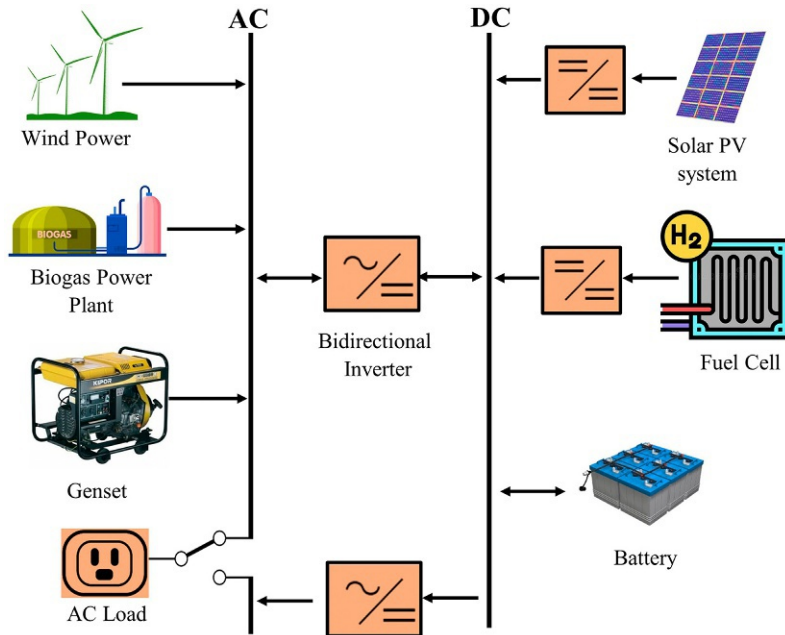 AC
DC
Wind Power
Solar PV
system
BIOGAS
Biogas Power
Plant
H2
Bidirectional
Inverter
Fuel Cell
KIPOR
Genset
Battery
AC Load